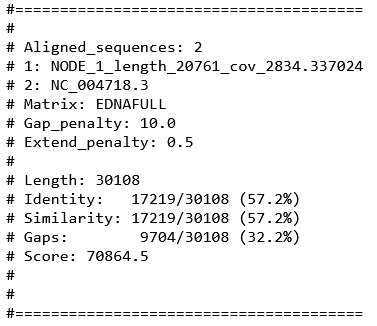 #=======================================
#
# Aligned_sequences: 2
# 1: NODE_1_length_20761_cov_2834.337024
# 2: NC_004718.3
# Matrix: EDNAFULL
# Gap_penalty: 10.0
# Extend_penalty: 0.5
#
# Length: 30108
# Identity:   17219/30108 (57.2%)
# Similarity: 17219/30108 (57.2%)
# Gaps:        9704/30108 (32.2%)
# Score: 70864.5
#
#
#=======================================